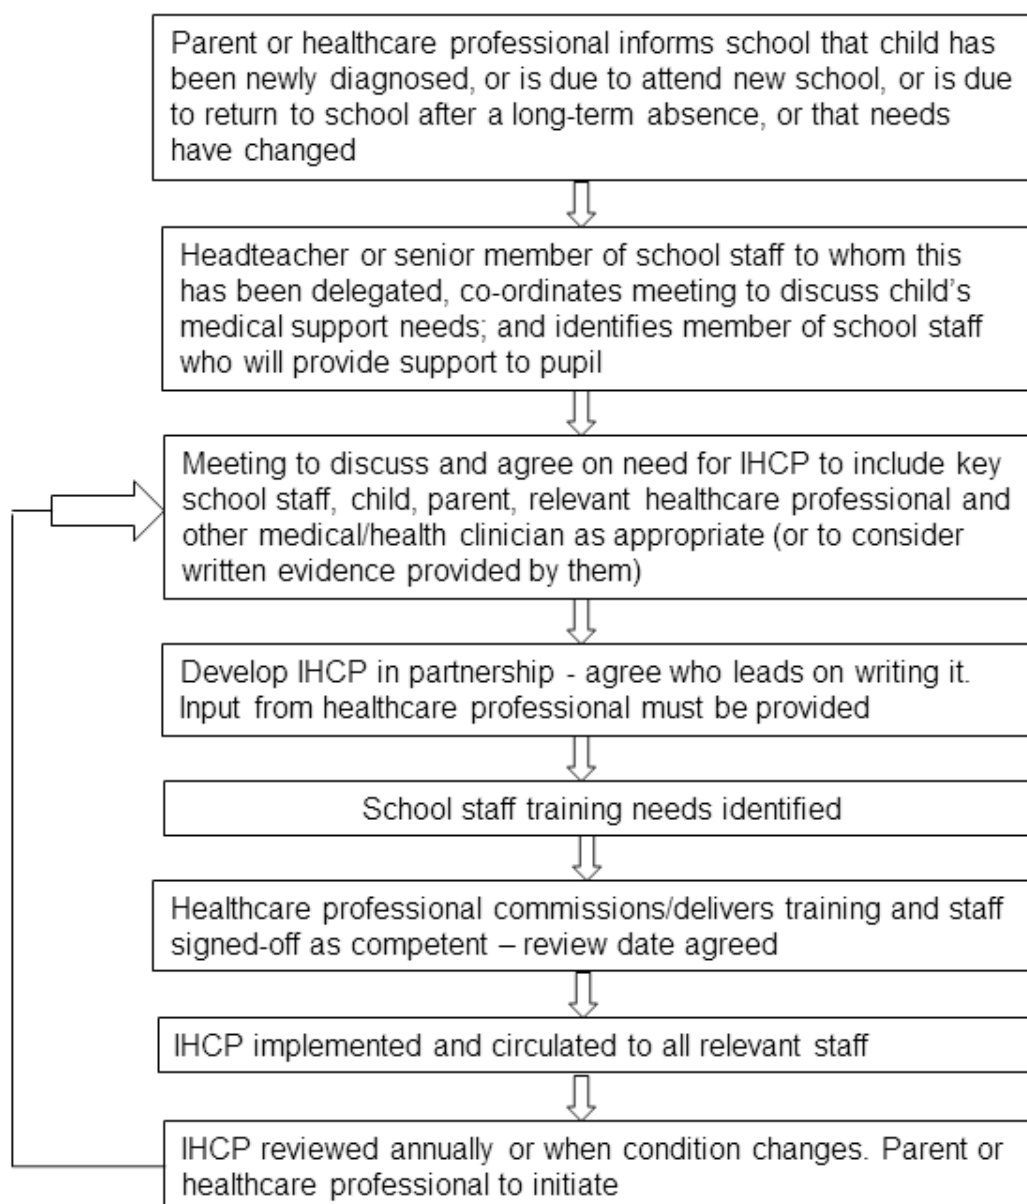 Parent or healthcare professional informs school that child has
been newly diagnosed, or is due to attend new school, or is due
to return to school after a long-term absence, or that needs
have changed
Headteacher or senior member of school staff to whom this
has been delegated, co-ordinates meeting to discuss child's
medical support needs; and identifies member of school staff
who will provide support to pupil
Meeting to discuss and agree on need for IHCP to include key
school staff, child, parent, relevant healthcare professional and
other medical/health clinician as appropriate (or to consider
written evidence provided by them)
Develop IHCP in partnership - agree who leads on writing it.
Input from healthcare professional must be provided
School staff training needs identified
Healthcare professional commissions/delivers training and staff
signed-off as competent – review date agreed
IHCP implemented and circulated to all relevant staff
IHCP reviewed annually or when condition changes. Parent or
healthcare professional to initiate